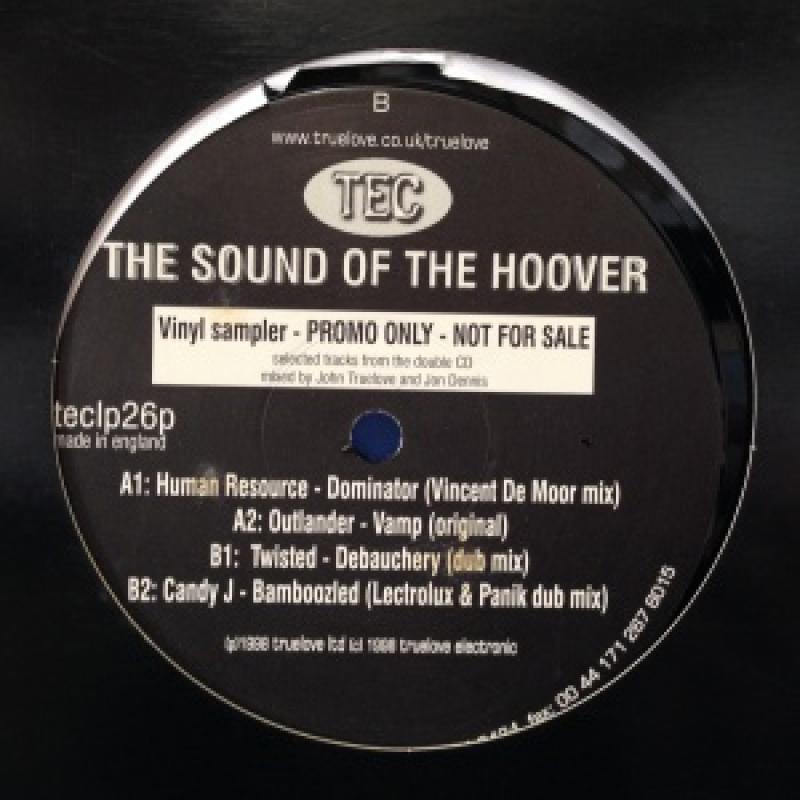 B
www.truelove.co.uk/truelove
TEC
THE SOUND OF THE HOOVER
Vinyl sampler - PROMO ONLY - NOT FOR SALE
selected tracks from the double CD
mixed by John Truelove and Jon Dennis
teclp26p
made in england
A1: Human Resource - Dominator (Vincent De Moor mix)
A2: Outlander - Vamp (original)
B1: Twisted - Debauchery (dub mix)
B2: Candy J - Bamboozled (Lectrolux & Panik dub mix)
(p)1998 truelove ltd (c) 1998 truelove electronic
fax: 00 44 171 267 6015